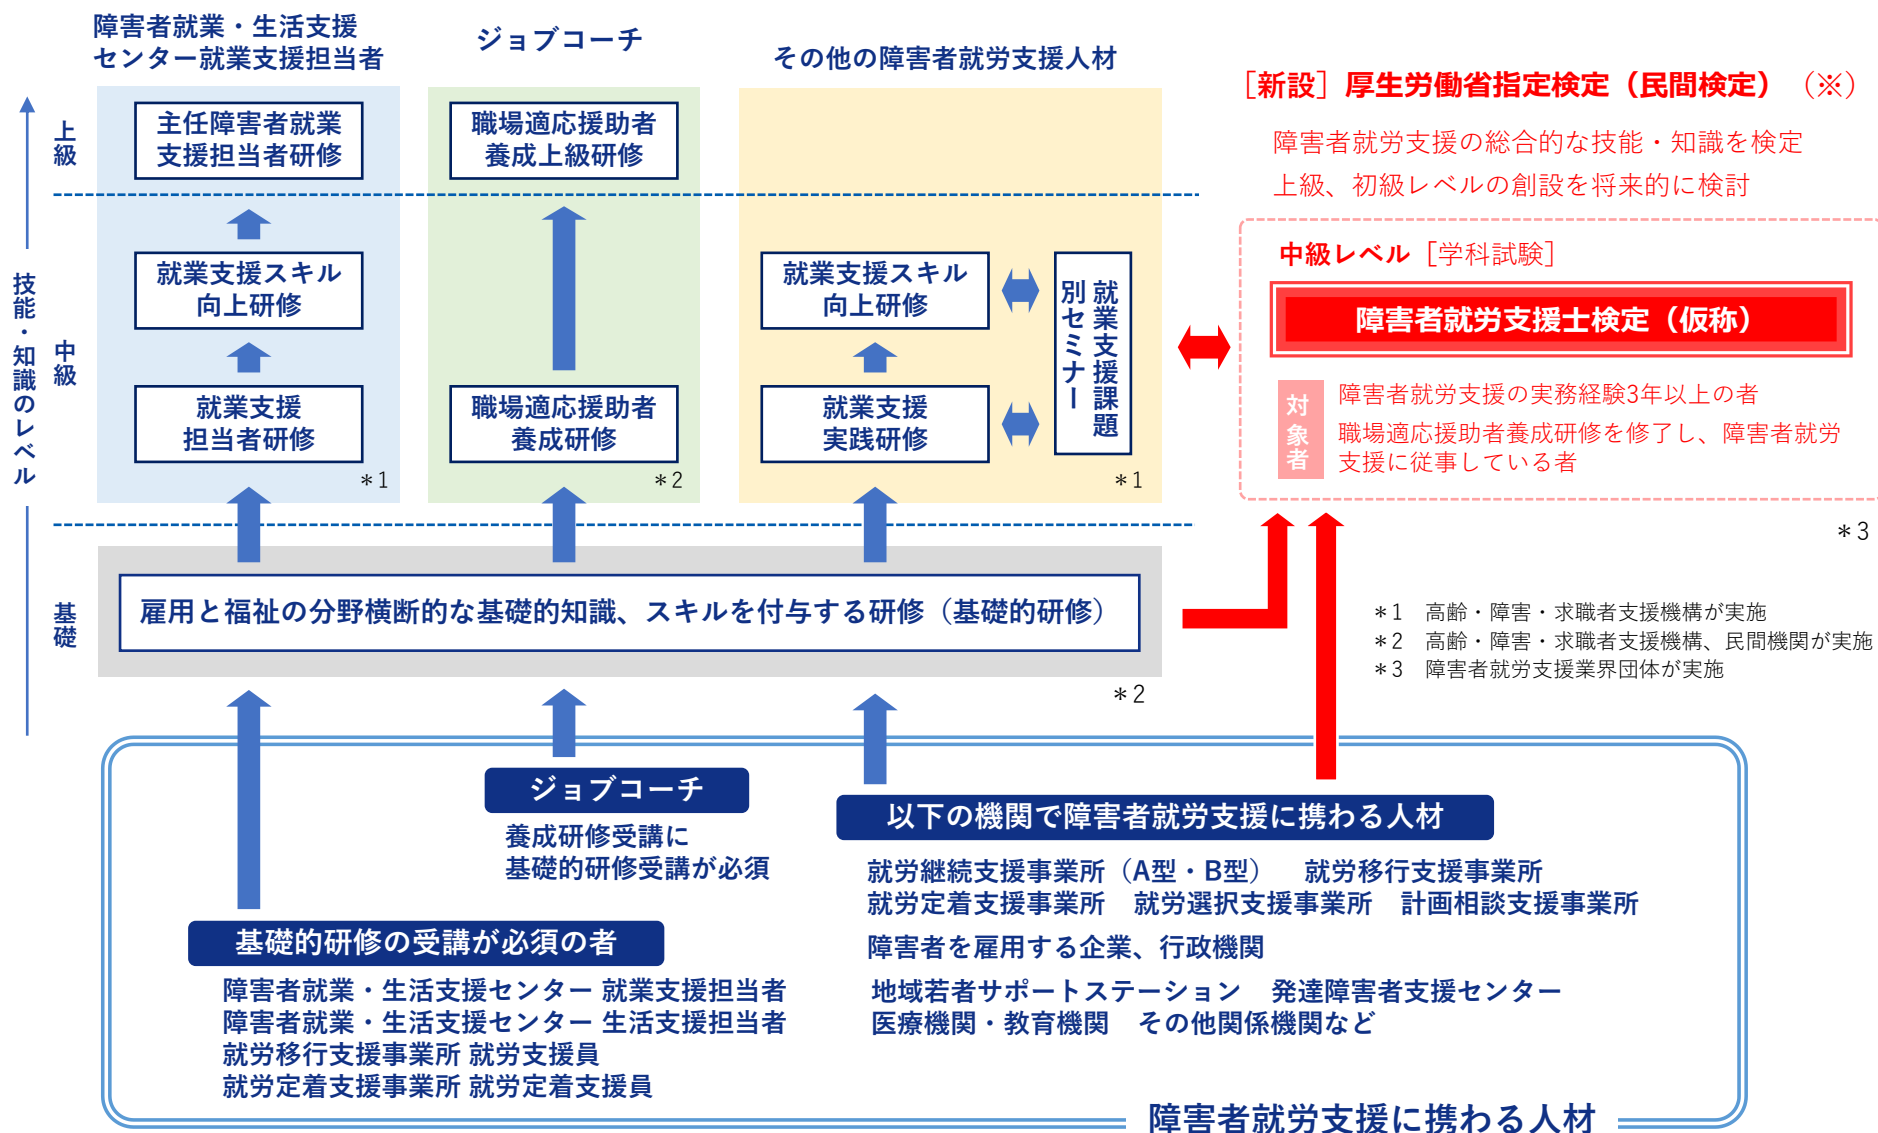 障害者就業・生活支援
センター就業支援担当者
ジョブコーチ
その他の障害者就労支援人材
［新設］厚生労働省指定検定（民間検定）（※）
障害者就労支援の総合的な技能・知識を検定
上級、初級レベルの創設を将来的に検討
技能・知識のレベル
上級
主任障害者就業
支援担当者研修
職場適応援助者
養成上級研修
中級
就業支援スキル
向上研修
就業支援
担当者研修
＊1
職場適応援助者
養成研修
＊2
就業支援スキル
向上研修
就業支援
実践研修
就業支援課題
別セミナー
＊1
中級レベル［学科試験］
障害者就労支援士検定（仮称）
対象者
障害者就労支援の実務経験3年以上の者
職場適応援助者養成研修を修了し、障害者就労
支援に従事している者
＊3
基礎
雇用と福祉の分野横断的な基礎的知識、スキルを付与する研修（基礎的研修）
＊2
＊1　高齢・障害・求職者支援機構が実施
＊2　高齢・障害・求職者支援機構、民間機関が実施
＊3　障害者就労支援業界団体が実施
ジョブコーチ
養成研修受講に
基礎的研修受講が必須
基礎的研修の受講が必須の者
障害者就業・生活支援センター 就業支援担当者
障害者就業・生活支援センター 生活支援担当者
就労移行支援事業所 就労支援員
就労定着支援事業所 就労定着支援員
以下の機関で障害者就労支援に携わる人材
就労継続支援事業所（A型・B型）　就労移行支援事業所
就労定着支援事業所　就労選択支援事業所　計画相談支援事業所
障害者を雇用する企業、行政機関
地域若者サポートステーション　発達障害者支援センター
医療機関・教育機関　その他関係機関など
障害者就労支援に携わる人材